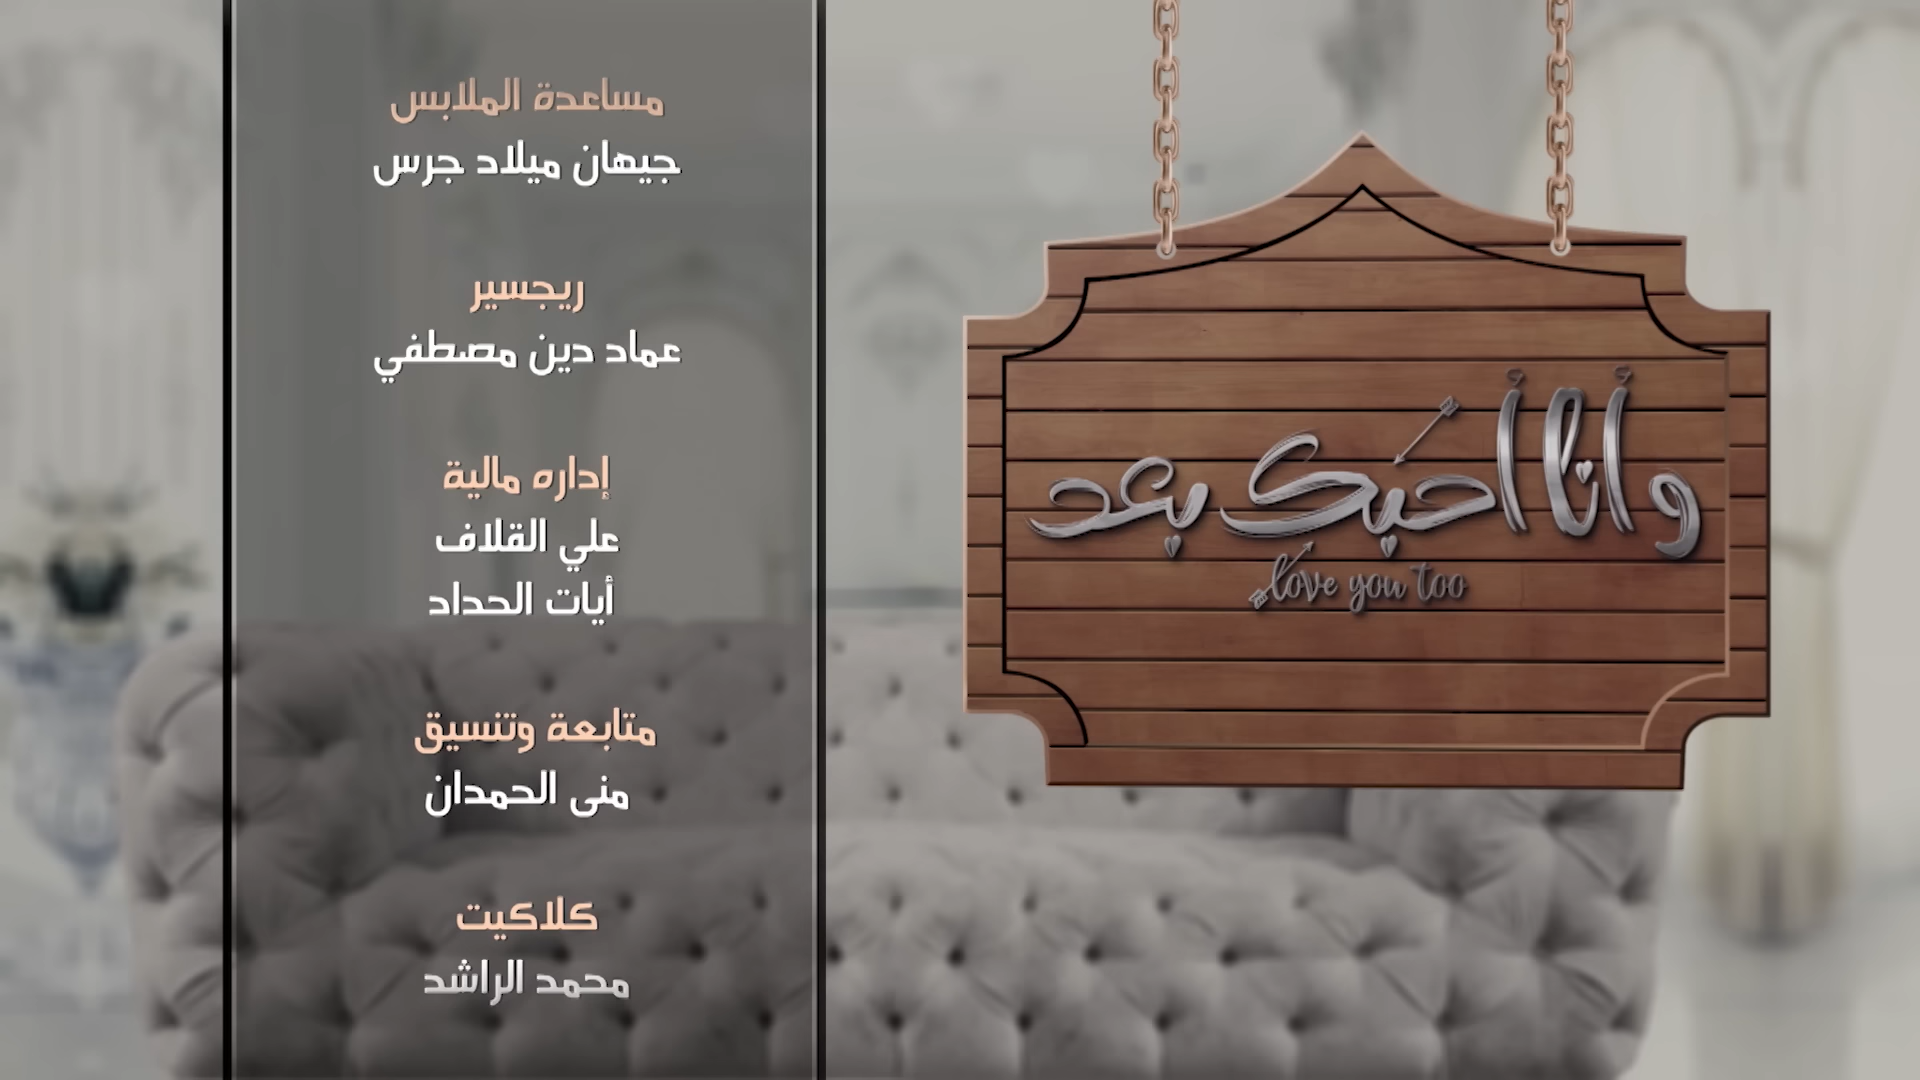 مساعدة الملابس
جيهان ميلاد جرس
ريجسير
عماد دين مصطفي
إداره مالية
علي القلاف
أيات الحداد
متابعة وتنسيق
منى الحمدان
كلاكيت
محمد الراشد
وأنا أحبك بعد
love you too